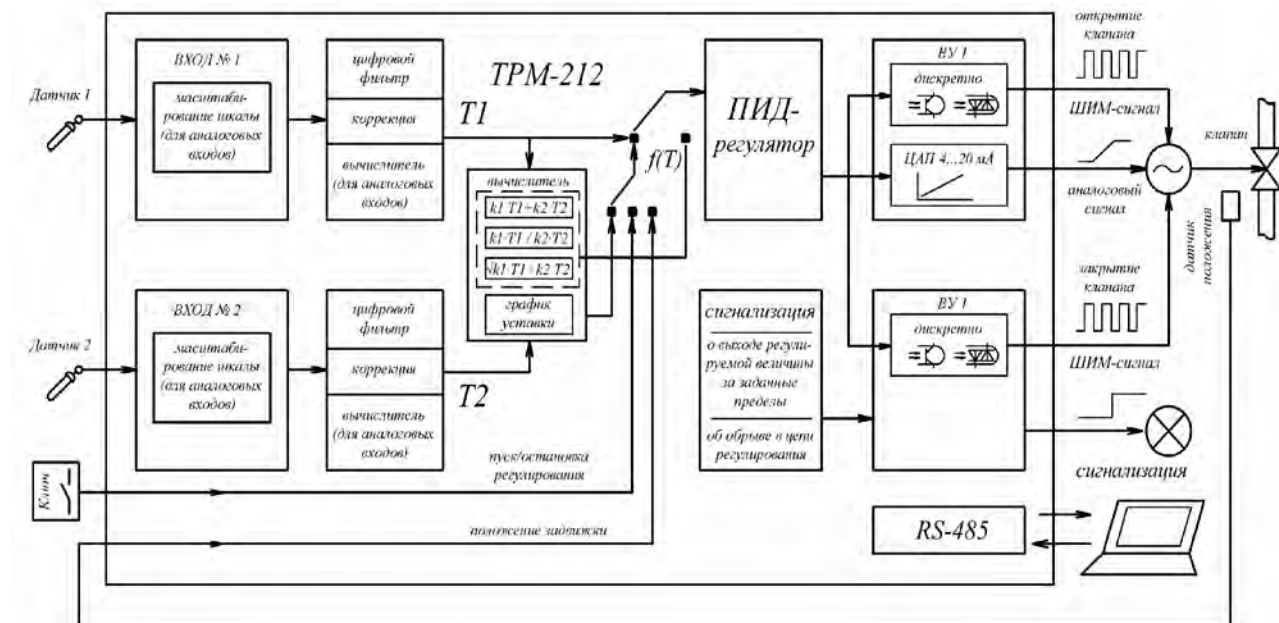 Датчик 1
ВХОД № 1
масштаби-
рование шкалы
(для аналоговых
входов)
цифровой
фильтр
коррекция
вычислитель
(для аналоговых
входов)
ТРМ-212
T1
вычислитель
k1·T1+k2·T2
k1·T1 / k2·T2
√k1·T1+k2·T2
график
уставки
f(T)
ПИД-
регулятор
ВУ 1
дискретно
ЦАП 4...20 мА
открытие
клапана
ШИМ-сигнал
аналоговый
сигнал
клапан
датчик
положения
Датчик 2
ВХОД № 2
масштаби-
рование шкалы
(для аналоговых
входов)
цифровой
фильтр
коррекция
вычислитель
(для аналоговых
входов)
T2
сигнализация
о выходе регули-
руемой величины
за заданные
пределы
об обрыве в цепи
регулирования
ВУ 1
дискретно
закрытие
клапана
ШИМ-сигнал
сигнализация
Ключ
пуск/остановка
регулирования
положение задвижки
RS-485